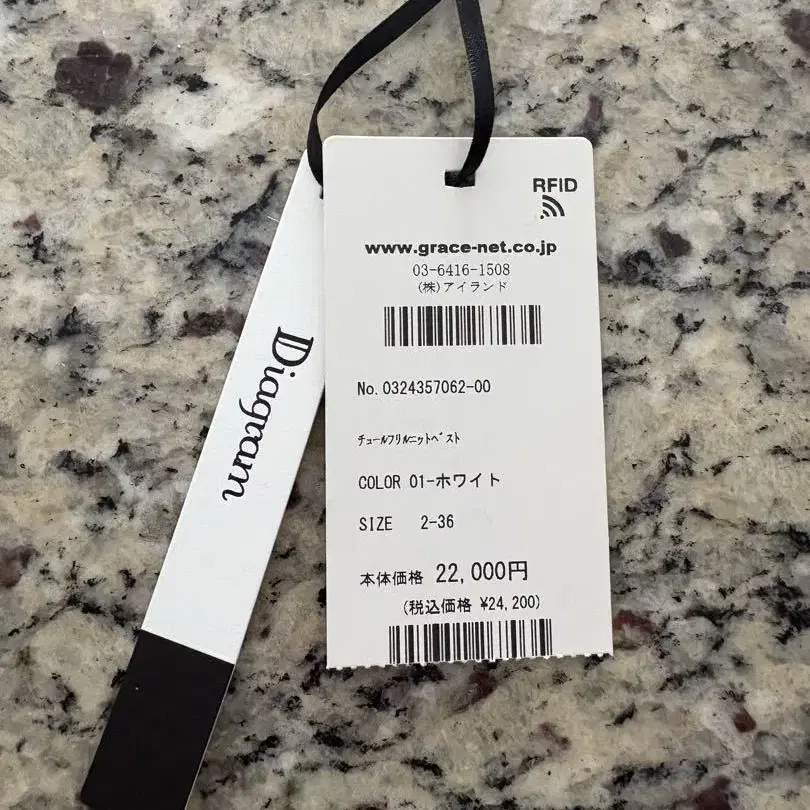 Diagram
RFID
www.grace-net.co.jp
03-6416-1508
(株)アイランド
No.0324357062-00
ﾁｭｰﾙﾌﾘﾙﾆｯﾄﾍﾞｽﾄ
COLOR 01-ホワイト
SIZE 2-36
本体価格 22,000円
(税込価格 ¥24,200)